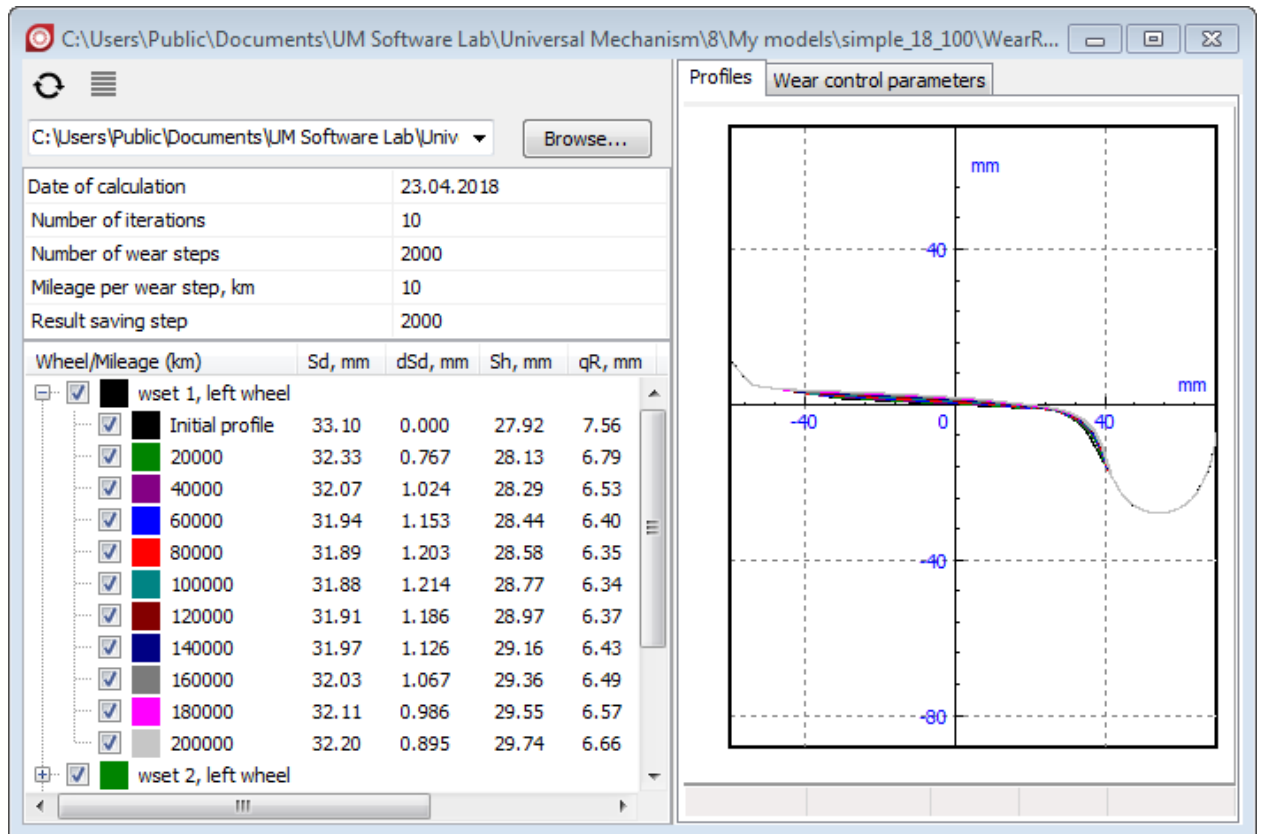 C:\Users\Public\Documents\UM Software Lab\Universal Mechanism\8\My models\simple_18_100\WearR...
C:\Users\Public\Documents\UM Software Lab\Univ
Browse...
Date of calculation 23.04.2018
Number of iterations 10
Number of wear steps 2000
Mileage per wear step, km 10
Result saving step 2000
Wheel/Mileage (km) Sd, mm dSd, mm Sh, mm qR, mm
wset 1, left wheel
Initial profile 33.10 0.000 27.92 7.56
20000 32.33 0.767 28.13 6.79
40000 32.07 1.024 28.29 6.53
60000 31.94 1.153 28.44 6.40
80000 31.89 1.203 28.58 6.35
100000 31.88 1.214 28.77 6.34
120000 31.91 1.186 28.97 6.37
140000 31.97 1.126 29.16 6.43
160000 32.03 1.067 29.36 6.49
180000 32.11 0.986 29.55 6.57
200000 32.20 0.895 29.74 6.66
wset 2, left wheel
Profiles Wear control parameters
mm
40
mm
-40 0 40
-40
-80